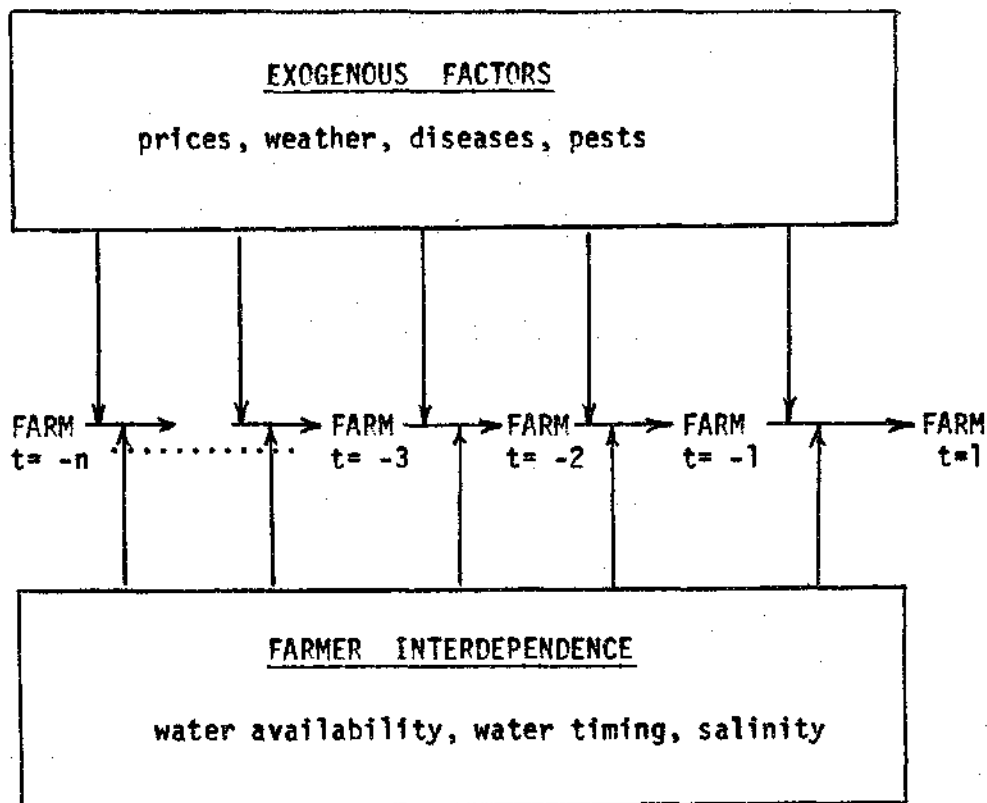 EXOGENOUS FACTORS
prices, weather, diseases, pests
FARM FARM FARM FARM FARM
t= -n t= -3 t= -2 t= -1 t=1
FARMER INTERDEPENDENCE
water availability, water timing, salinity